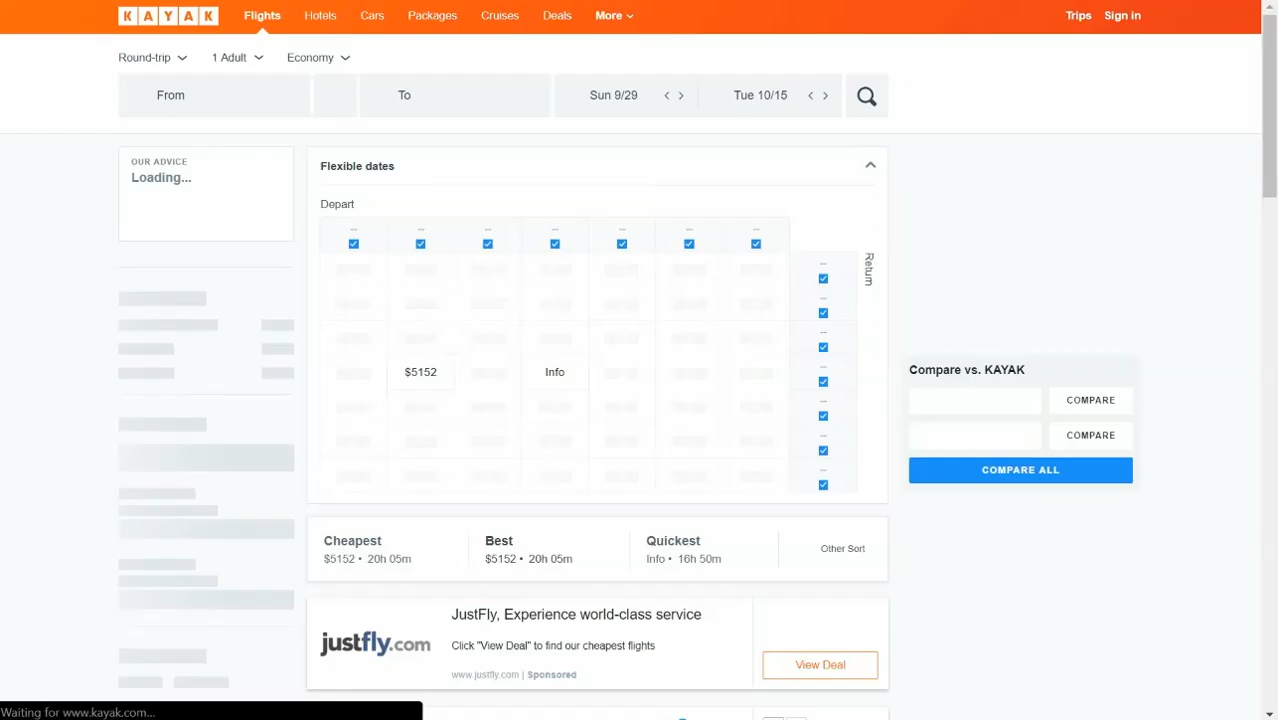 KAYAK Flights Hotels Cars Packages Cruises Deals More Trips Sign in
Round-trip 1 Adult Economy
From To Sun 9/29 < > Tue 10/15 < >
OUR ADVICE
Loading...
Flexible dates
Depart
-- -- -- -- -- -- --
Return
--
--
--
--
--
--
--
$5152 Info
Compare vs. KAYAK
COMPARE
COMPARE
COMPARE ALL
Cheapest Best Quickest
Other Sort
$5152 • 20h 05m $5152 • 20h 05m Info • 16h 50m
JustFly, Experience world-class service
justfly.com
Click "View Deal" to find our cheapest flights
View Deal
www.justfly.com | Sponsored
Waiting for www.kayak.com...